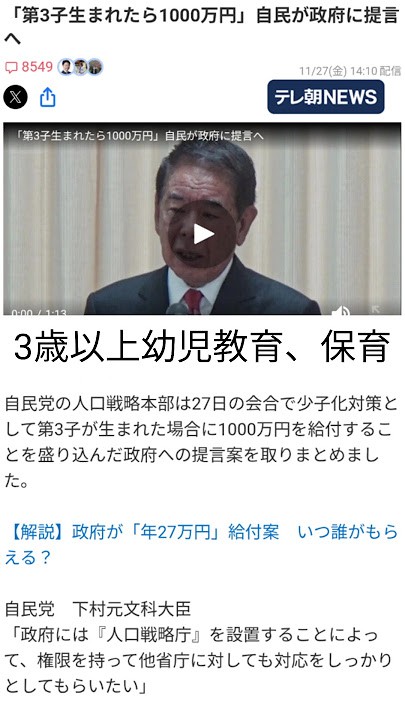 「第3子生まれたら1000万円」自民が政府に提言
へ
8549
11/27(金) 14:10 配信
X
テレ朝NEWS
「第3子生まれたら1000万円」自民が政府に提言へ
0:00 / 1:13
3歳以上幼児教育、保育
自民党の人口戦略本部は27日の会合で少子化対策と
して第3子が生まれた場合に1000万円を給付するこ
とを盛り込んだ政府への提言案を取りまとめまし
た。
【解説】政府が「年27万円」給付案　いつ誰がもら
える？
自民党　下村元文科大臣
「政府には『人口戦略庁』を設置することによっ
て、権限を持って他省庁に対しても対応をしっかり
としてもらいたい」